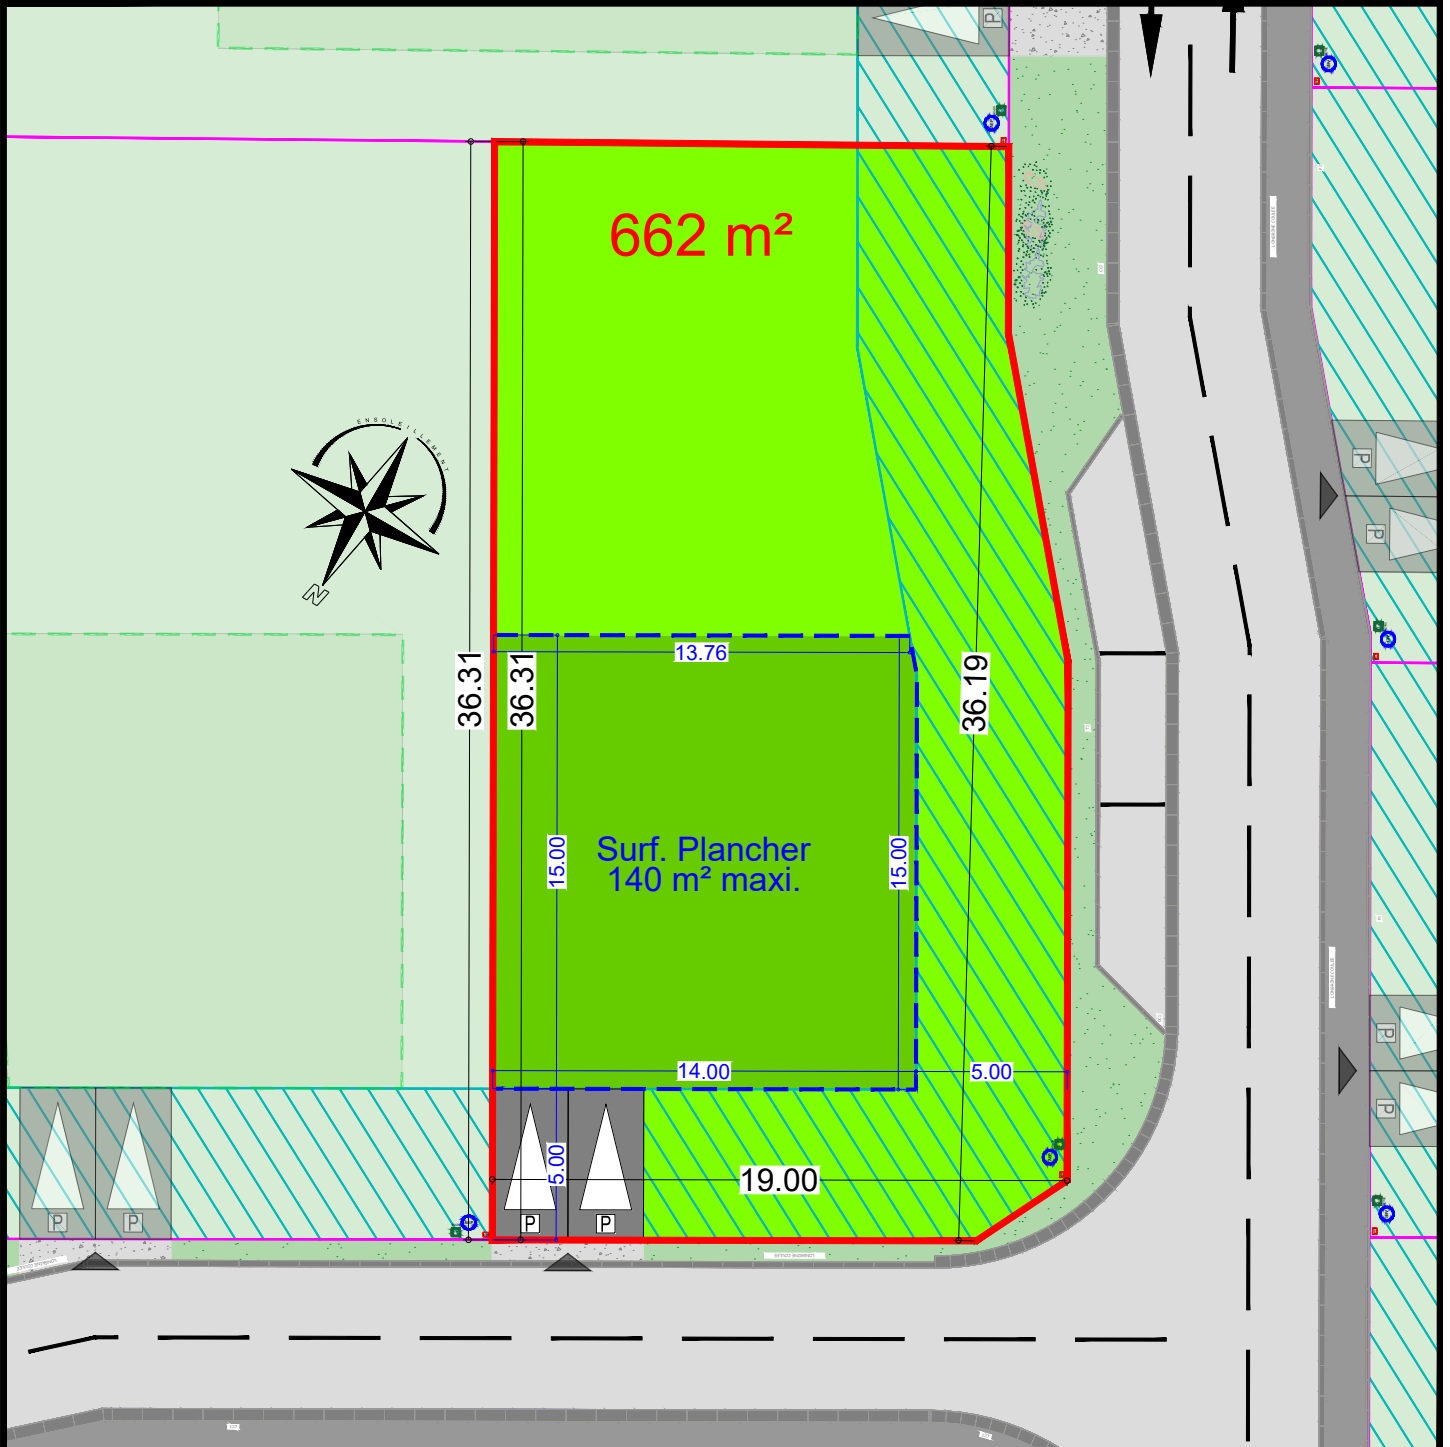 P
662 m²
ENSOLEILLEMENT
N
P
P
13.76
36.31
36.31
36.19
15.00
Surf. Plancher
140 m² maxi.
15.00
14.00
5.00
P
P
5.00
19.00
P
P
P
P